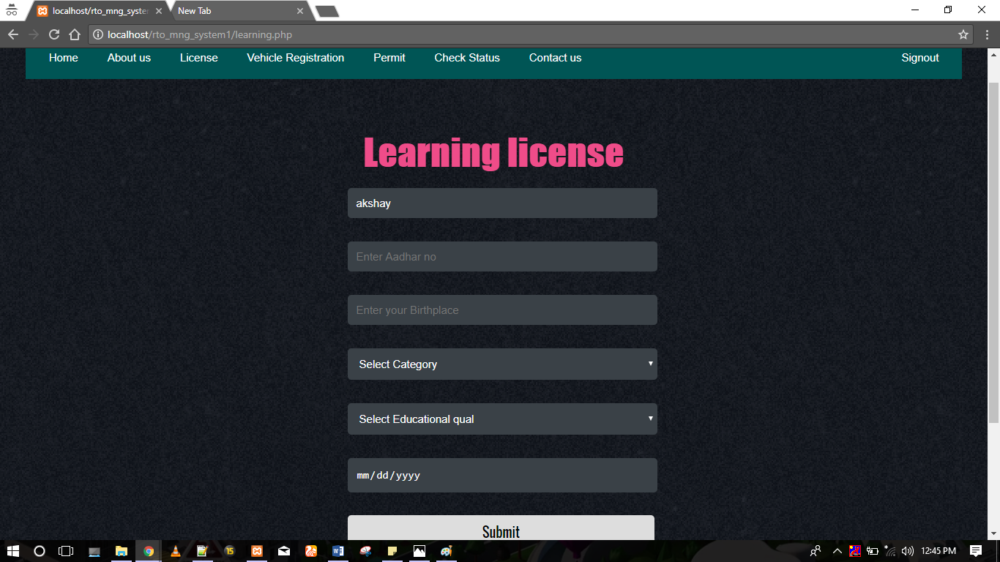 localhost/rto_mng_syster
New Tab
localhost/rto_mng_system1/learning.php
Home About us License Vehicle Registration Permit Check Status Contact us Signout
Learning license
akshay
Enter Aadhar no
Enter your Birthplace
Select Category
Select Educational qual
mm/dd/yyyy
Submit
12:45 PM